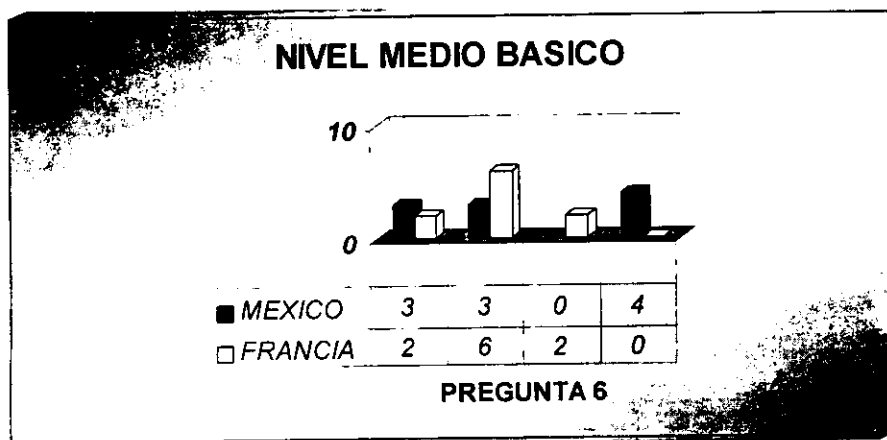 NIVEL MEDIO BASICO
10
0
MEXICO 3 3 0 4
FRANCIA 2 6 2 0
PREGUNTA 6